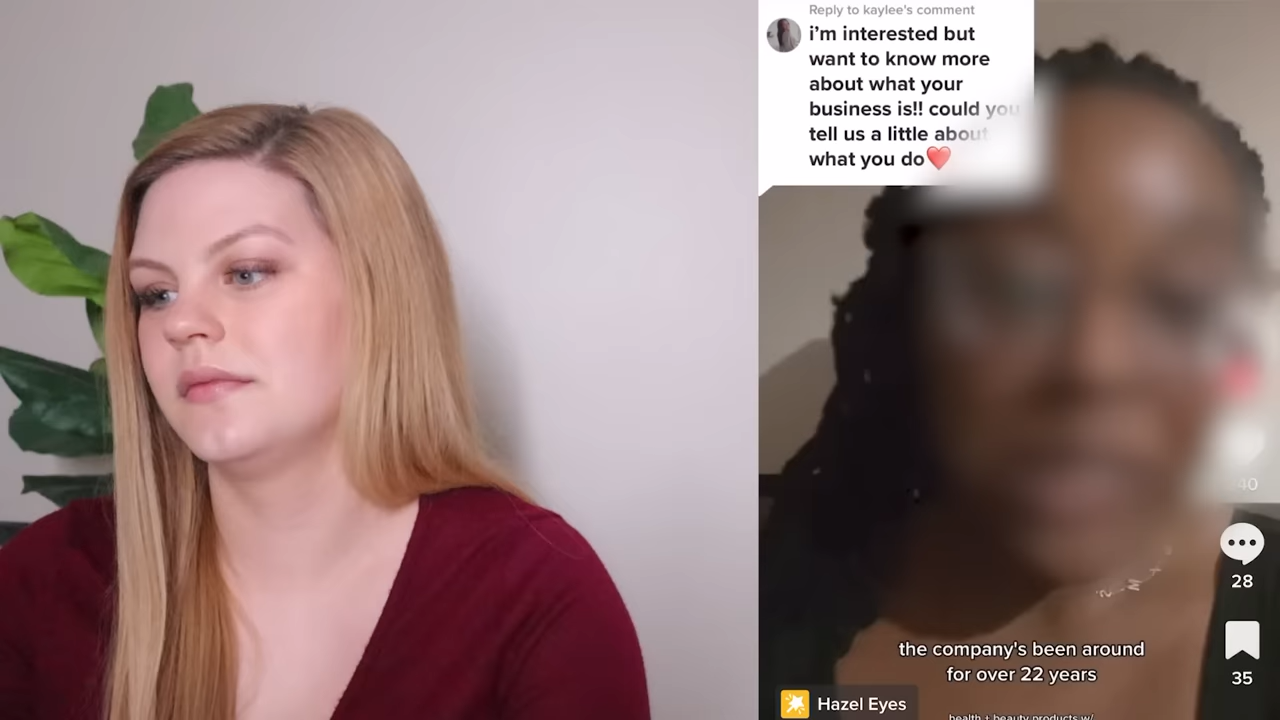 Reply to kaylee's comment
i'm interested but
want to know more
about what your
business is!! could you
tell us a little about
what you do❤️
40
28
the company's been around
for over 22 years
35
Hazel Eyes
health + beauty products w/